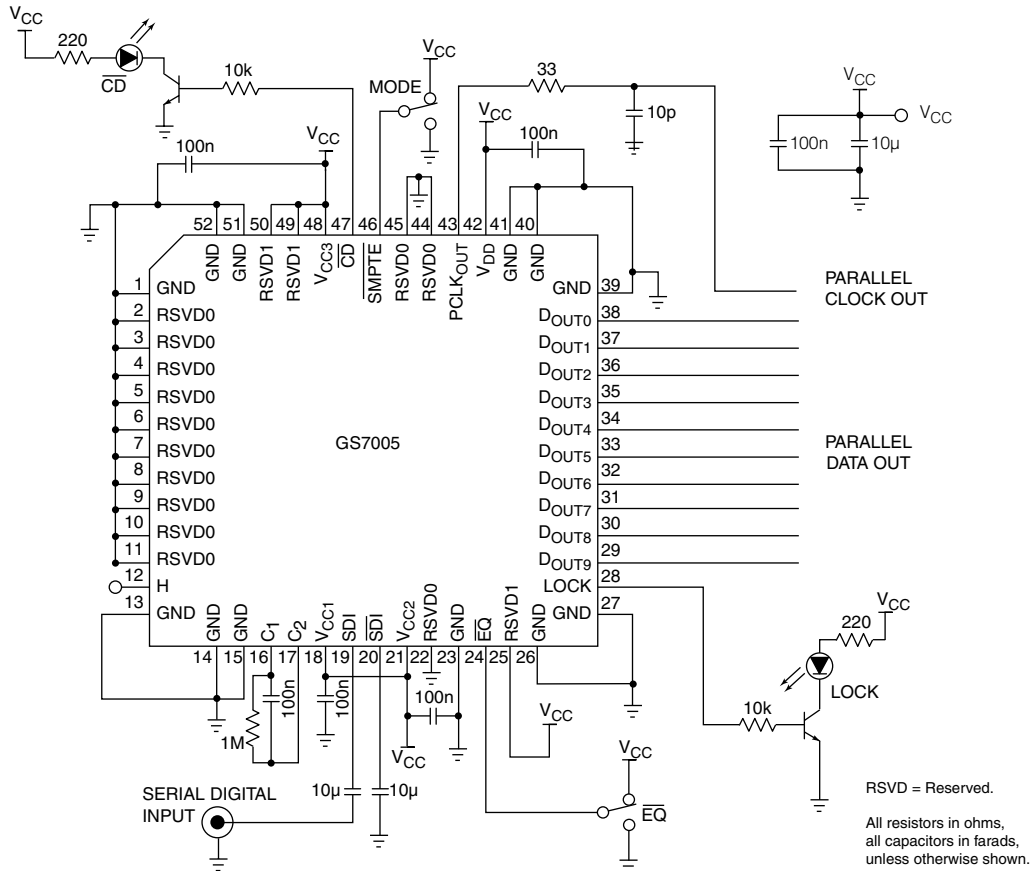 VCC
220
CD
10k
100n
VCC
MODE
VCC
33
10p
VCC
100n
VCC
VCC
100n
10µ
52
51
50
49
48
47
46
45
44
43
42
41
40
GND
GND
RSVD1
RSVD1
VCC3
CD
SMPTE
RSVD0
RSVD0
PCLKOUT
VDD
GND
GND
1 GND
2 RSVD0
3 RSVD0
4 RSVD0
5 RSVD0
6 RSVD0
7 RSVD0
8 RSVD0
9 RSVD0
10 RSVD0
11 RSVD0
12 H
13 GND
GS7005
GND 39
DOUT0 38
DOUT1 37
DOUT2 36
DOUT3 35
DOUT4 34
DOUT5 33
DOUT6 32
DOUT7 31
DOUT8 30
DOUT9 29
LOCK 28
GND 27
PARALLEL
CLOCK OUT
PARALLEL
DATA OUT
GND
GND
C1
C2
VCC1
SDI
SDI
VCC2
RSVD0
GND
EQ
RSVD1
GND
14
15
16
17
18
19
20
21
22
23
24
25
26
1M
100n
100n
100n
VCC
VCC
10µ
10µ
SERIAL DIGITAL
INPUT
VCC
EQ
220
VCC
LOCK
10k
RSVD = Reserved.
All resistors in ohms,
all capacitors in farads,
unless otherwise shown.